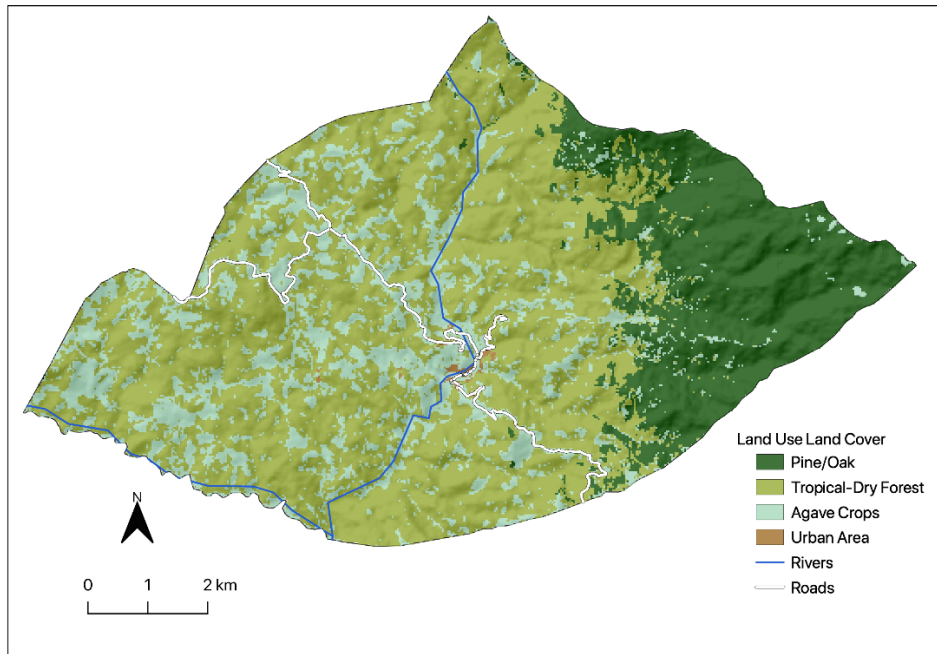 Land Use Land Cover
Pine/Oak
Tropical-Dry Forest
Agave Crops
Urban Area
Rivers
Roads
N
0 1 2 km